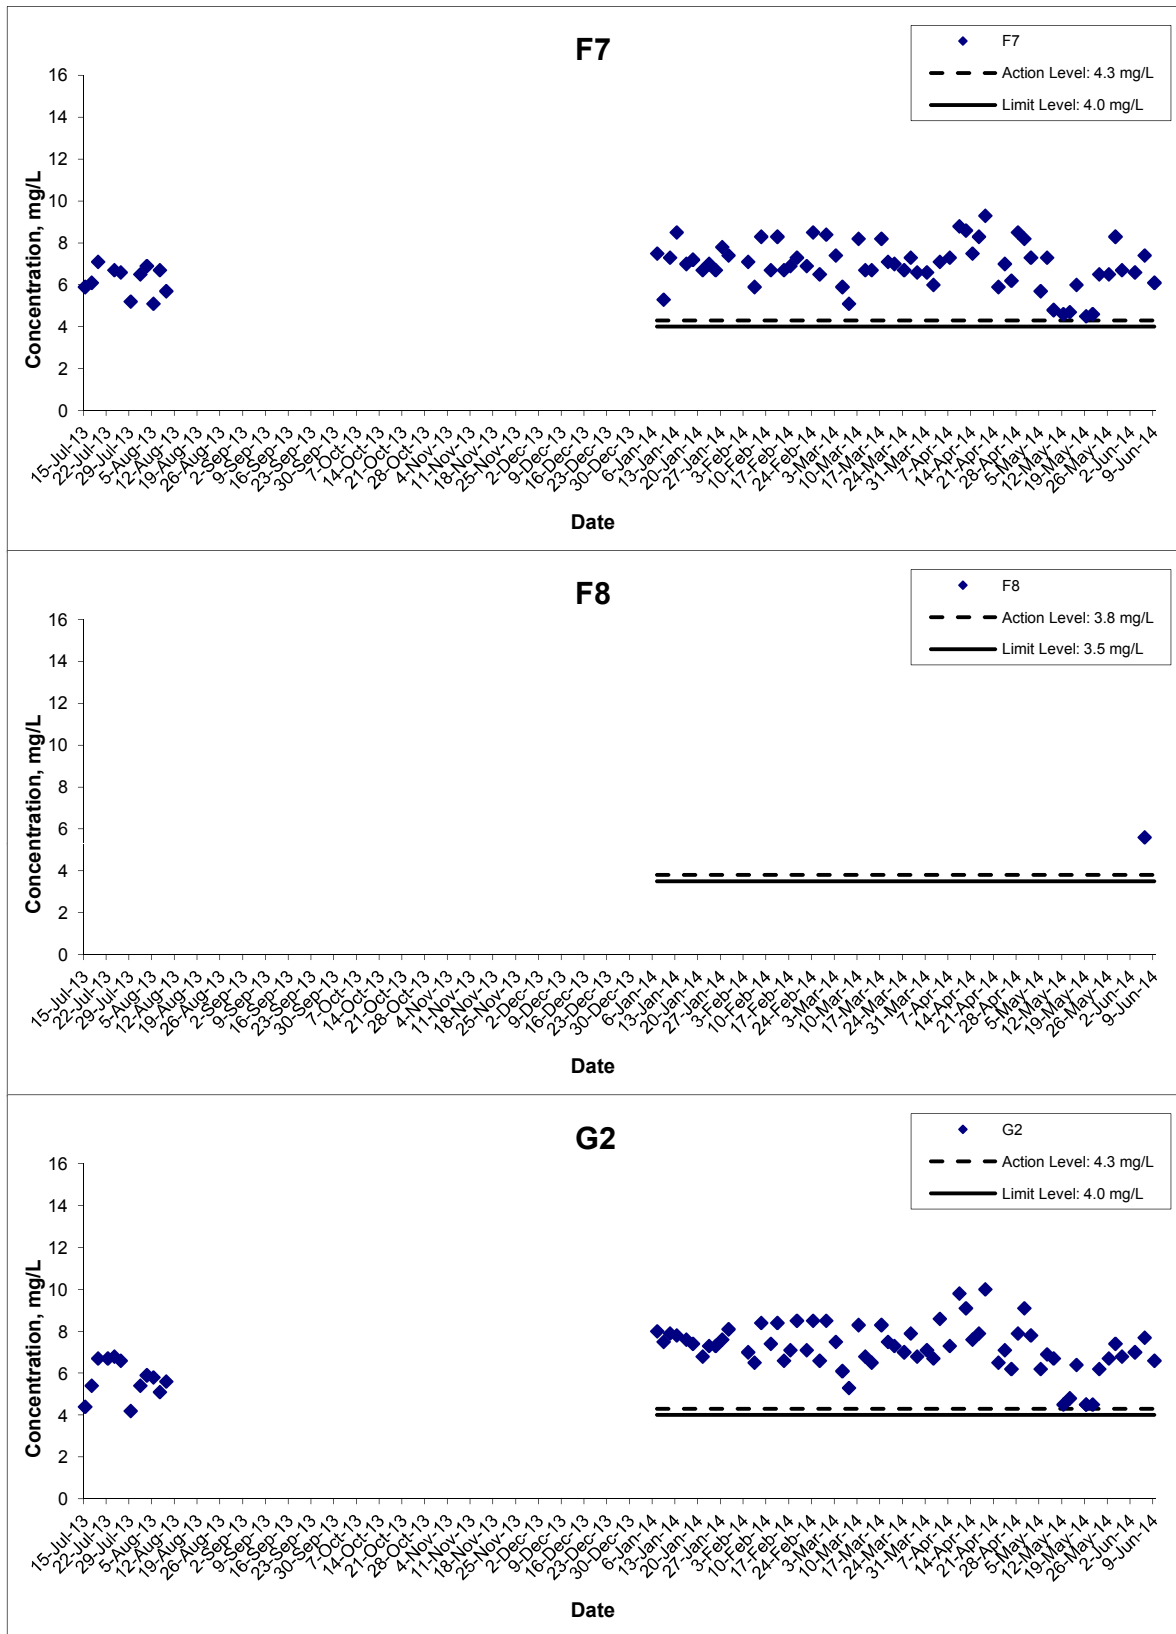 F7
F7
Action Level: 4.3 mg/L
Limit Level: 4.0 mg/L
Concentration, mg/L
16
14
12
10
8
6
4
2
0
15-Jul-13
22-Jul-13
29-Jul-13
5-Aug-13
12-Aug-13
19-Aug-13
26-Aug-13
2-Sep-13
9-Sep-13
16-Sep-13
23-Sep-13
30-Sep-13
7-Oct-13
14-Oct-13
21-Oct-13
28-Oct-13
4-Nov-13
11-Nov-13
18-Nov-13
25-Nov-13
2-Dec-13
9-Dec-13
16-Dec-13
23-Dec-13
30-Dec-13
6-Jan-14
13-Jan-14
20-Jan-14
27-Jan-14
3-Feb-14
10-Feb-14
17-Feb-14
24-Feb-14
3-Mar-14
10-Mar-14
17-Mar-14
24-Mar-14
31-Mar-14
7-Apr-14
14-Apr-14
21-Apr-14
28-Apr-14
5-May-14
12-May-14
19-May-14
26-May-14
2-Jun-14
9-Jun-14
Date
F8
F8
Action Level: 3.8 mg/L
Limit Level: 3.5 mg/L
Concentration, mg/L
16
14
12
10
8
6
4
2
0
15-Jul-13
22-Jul-13
29-Jul-13
5-Aug-13
12-Aug-13
19-Aug-13
26-Aug-13
2-Sep-13
9-Sep-13
16-Sep-13
23-Sep-13
30-Sep-13
7-Oct-13
14-Oct-13
21-Oct-13
28-Oct-13
4-Nov-13
11-Nov-13
18-Nov-13
25-Nov-13
2-Dec-13
9-Dec-13
16-Dec-13
23-Dec-13
30-Dec-13
6-Jan-14
13-Jan-14
20-Jan-14
27-Jan-14
3-Feb-14
10-Feb-14
17-Feb-14
24-Feb-14
3-Mar-14
10-Mar-14
17-Mar-14
24-Mar-14
31-Mar-14
7-Apr-14
14-Apr-14
21-Apr-14
28-Apr-14
5-May-14
12-May-14
19-May-14
26-May-14
2-Jun-14
9-Jun-14
Date
G2
G2
Action Level: 4.3 mg/L
Limit Level: 4.0 mg/L
Concentration, mg/L
16
14
12
10
8
6
4
2
0
15-Jul-13
22-Jul-13
29-Jul-13
5-Aug-13
12-Aug-13
19-Aug-13
26-Aug-13
2-Sep-13
9-Sep-13
16-Sep-13
23-Sep-13
30-Sep-13
7-Oct-13
14-Oct-13
21-Oct-13
28-Oct-13
4-Nov-13
11-Nov-13
18-Nov-13
25-Nov-13
2-Dec-13
9-Dec-13
16-Dec-13
23-Dec-13
30-Dec-13
6-Jan-14
13-Jan-14
20-Jan-14
27-Jan-14
3-Feb-14
10-Feb-14
17-Feb-14
24-Feb-14
3-Mar-14
10-Mar-14
17-Mar-14
24-Mar-14
31-Mar-14
7-Apr-14
14-Apr-14
21-Apr-14
28-Apr-14
5-May-14
12-May-14
19-May-14
26-May-14
2-Jun-14
9-Jun-14
Date